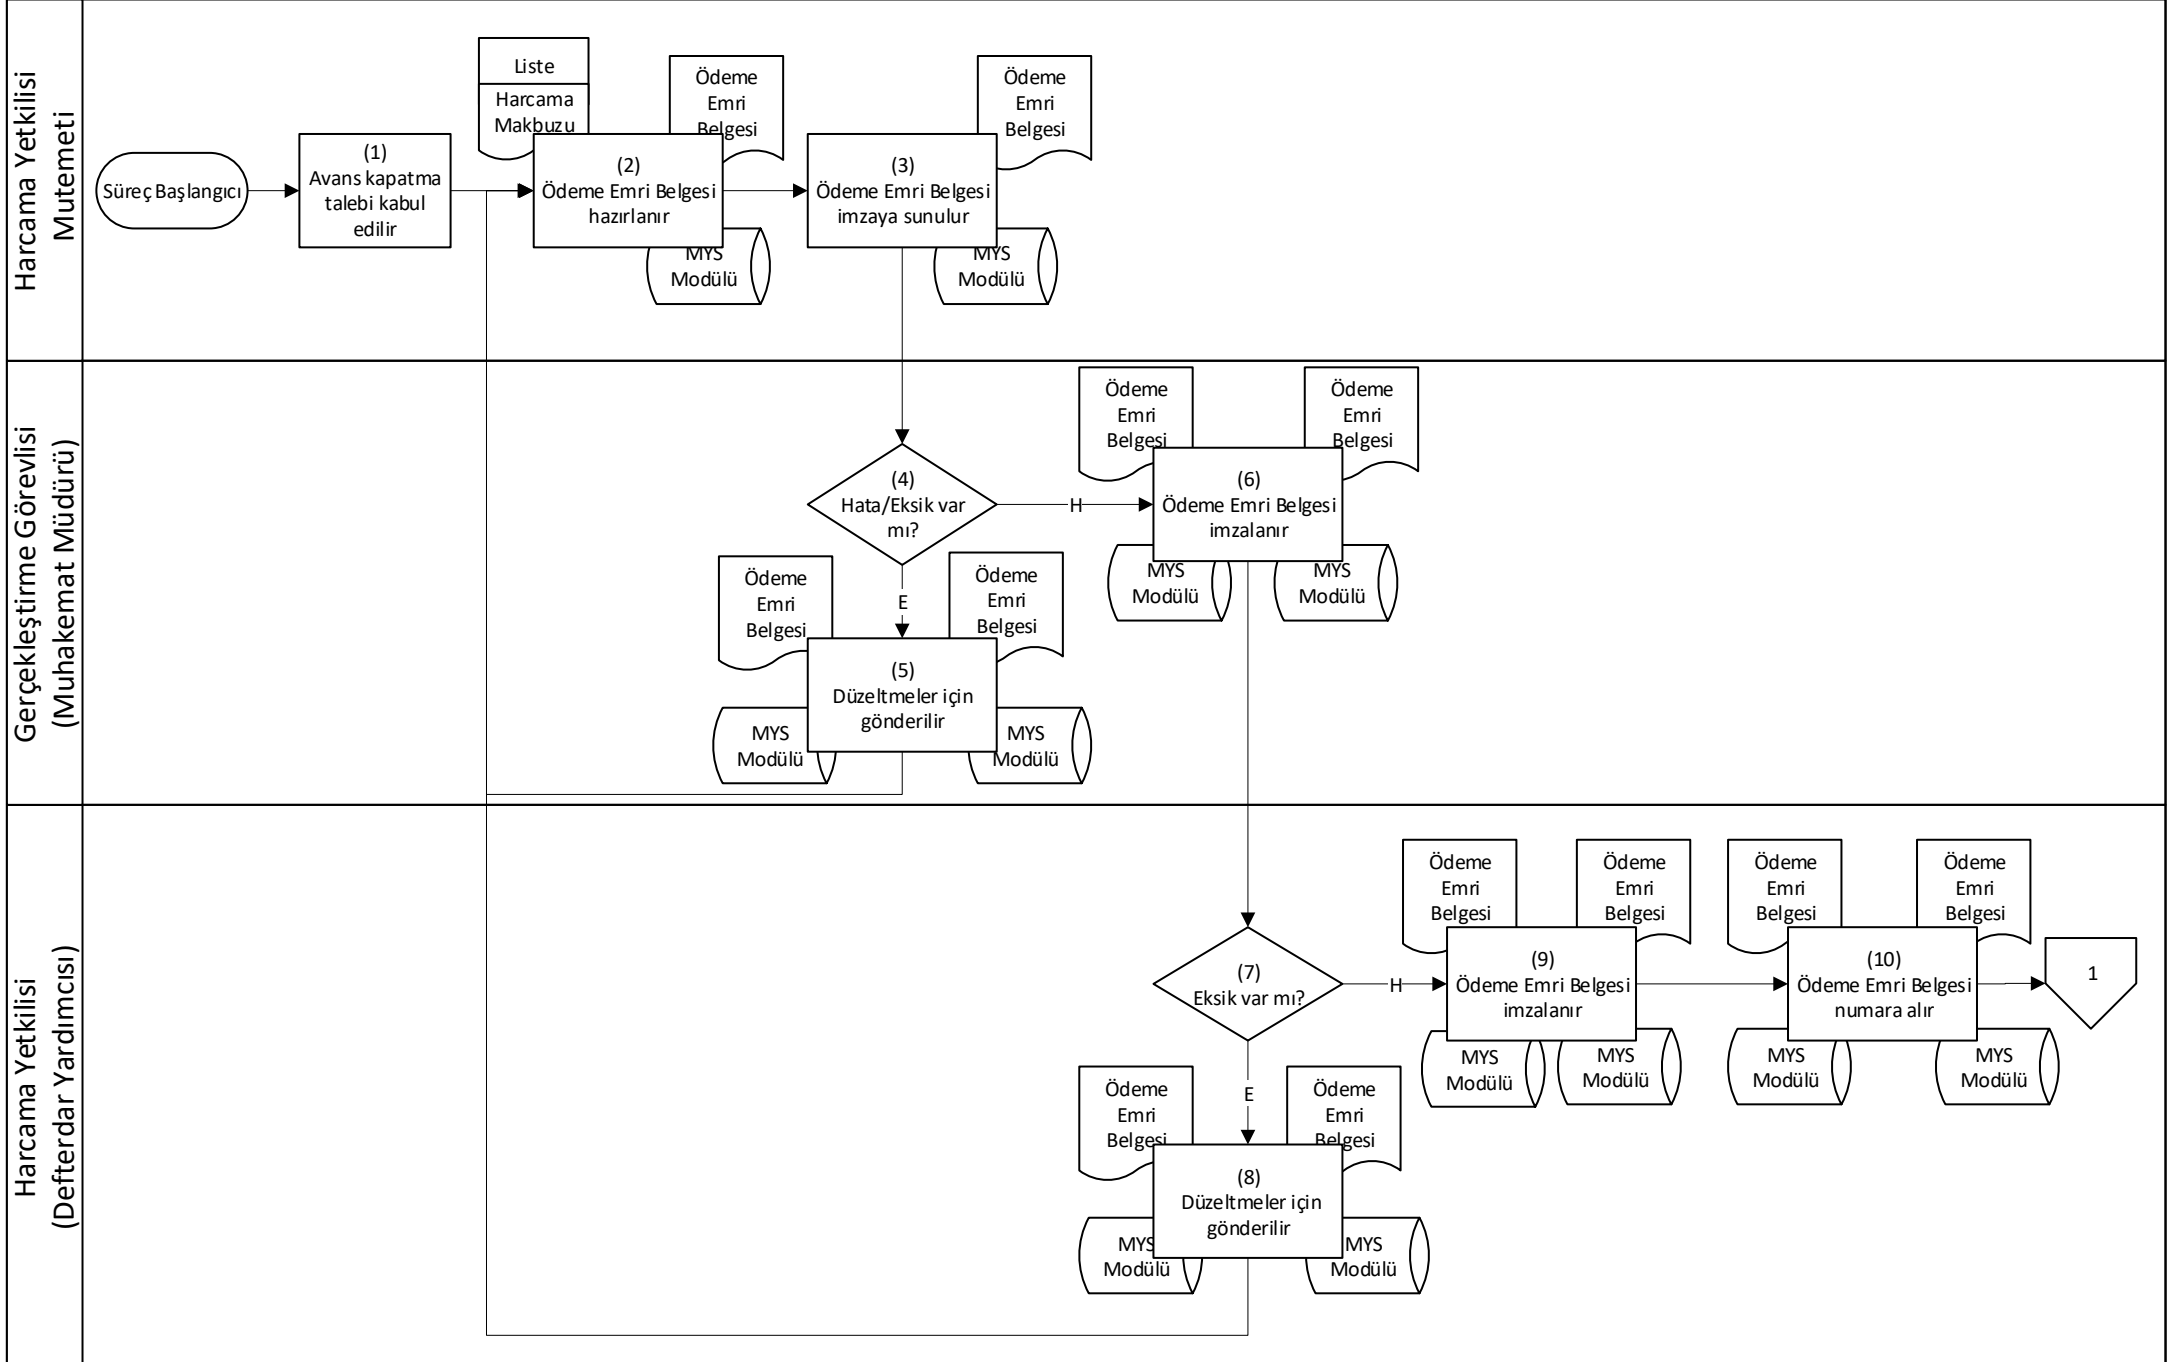 Harcama Yetkilisi
Mutemeti
Süreç Başlangıcı
(1)
Avans kapatma
talebi kabul
edilir
Liste
Harcama
Makbuzu
Ödeme
Emri
Belgesi
(2)
Ödeme Emri Belgesi
hazırlanır
MYS
Modülü
Ödeme
Emri
Belgesi
(3)
Ödeme Emri Belgesi
imzaya sunulur
MYS
Modülü
Gerçekleştirme Görevlisi
(Muhakemat Müdürü)
(4)
Hata/Eksik var
mı?
H
E
Ödeme
Emri
Belgesi
Ödeme
Emri
Belgesi
(5)
Düzeltmeler için
gönderilir
MYS
Modülü
MYS
Modülü
Ödeme
Emri
Belgesi
Ödeme
Emri
Belgesi
(6)
Ödeme Emri Belgesi
imzalanır
MYS
Modülü
MYS
Modülü
Harcama Yetkilisi
(Defterdar Yardımcısı)
(7)
Eksik var mı?
H
E
Ödeme
Emri
Belgesi
Ödeme
Emri
Belgesi
(8)
Düzeltmeler için
gönderilir
MYS
Modülü
MYS
Modülü
Ödeme
Emri
Belgesi
Ödeme
Emri
Belgesi
(9)
Ödeme Emri Belgesi
imzalanır
MYS
Modülü
MYS
Modülü
Ödeme
Emri
Belgesi
Ödeme
Emri
Belgesi
(10)
Ödeme Emri Belgesi
numara alır
MYS
Modülü
MYS
Modülü
1